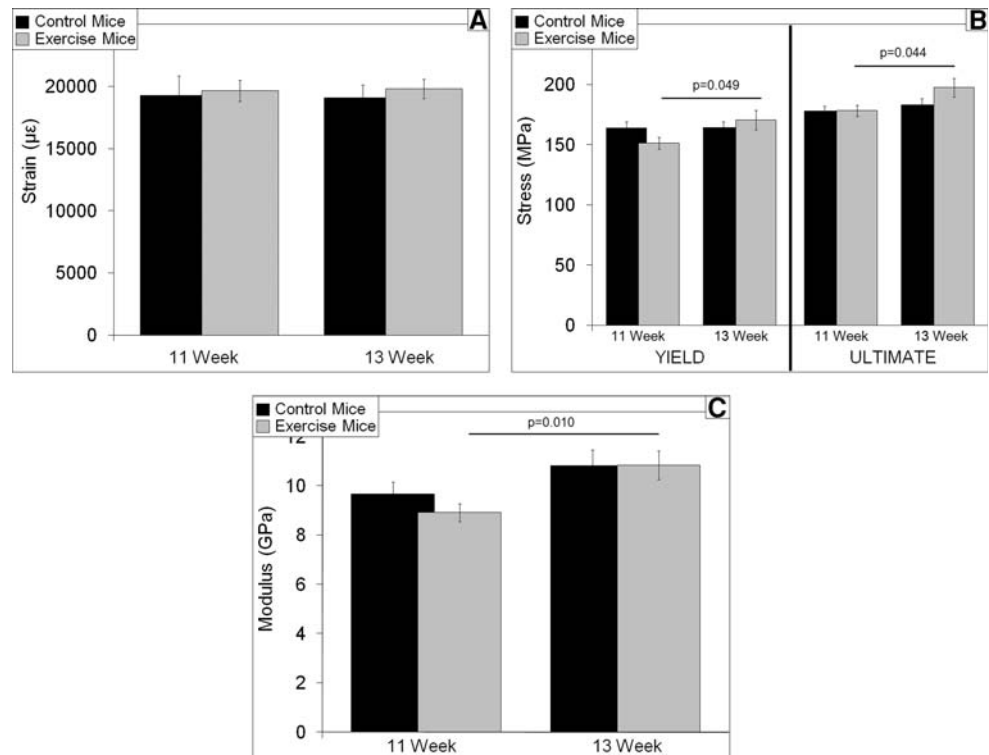 Control Mice
Exercise Mice
A
Strain (με)
20000
15000
10000
5000
0
11 Week
13 Week
Control Mice
Exercise Mice
B
Stress (MPa)
200
150
100
50
0
p=0.049
p=0.044
11 Week
13 Week
11 Week
13 Week
YIELD
ULTIMATE
Control Mice
Exercise Mice
C
p=0.010
Modulus (GPa)
12
10
8
6
4
2
0
11 Week
13 Week